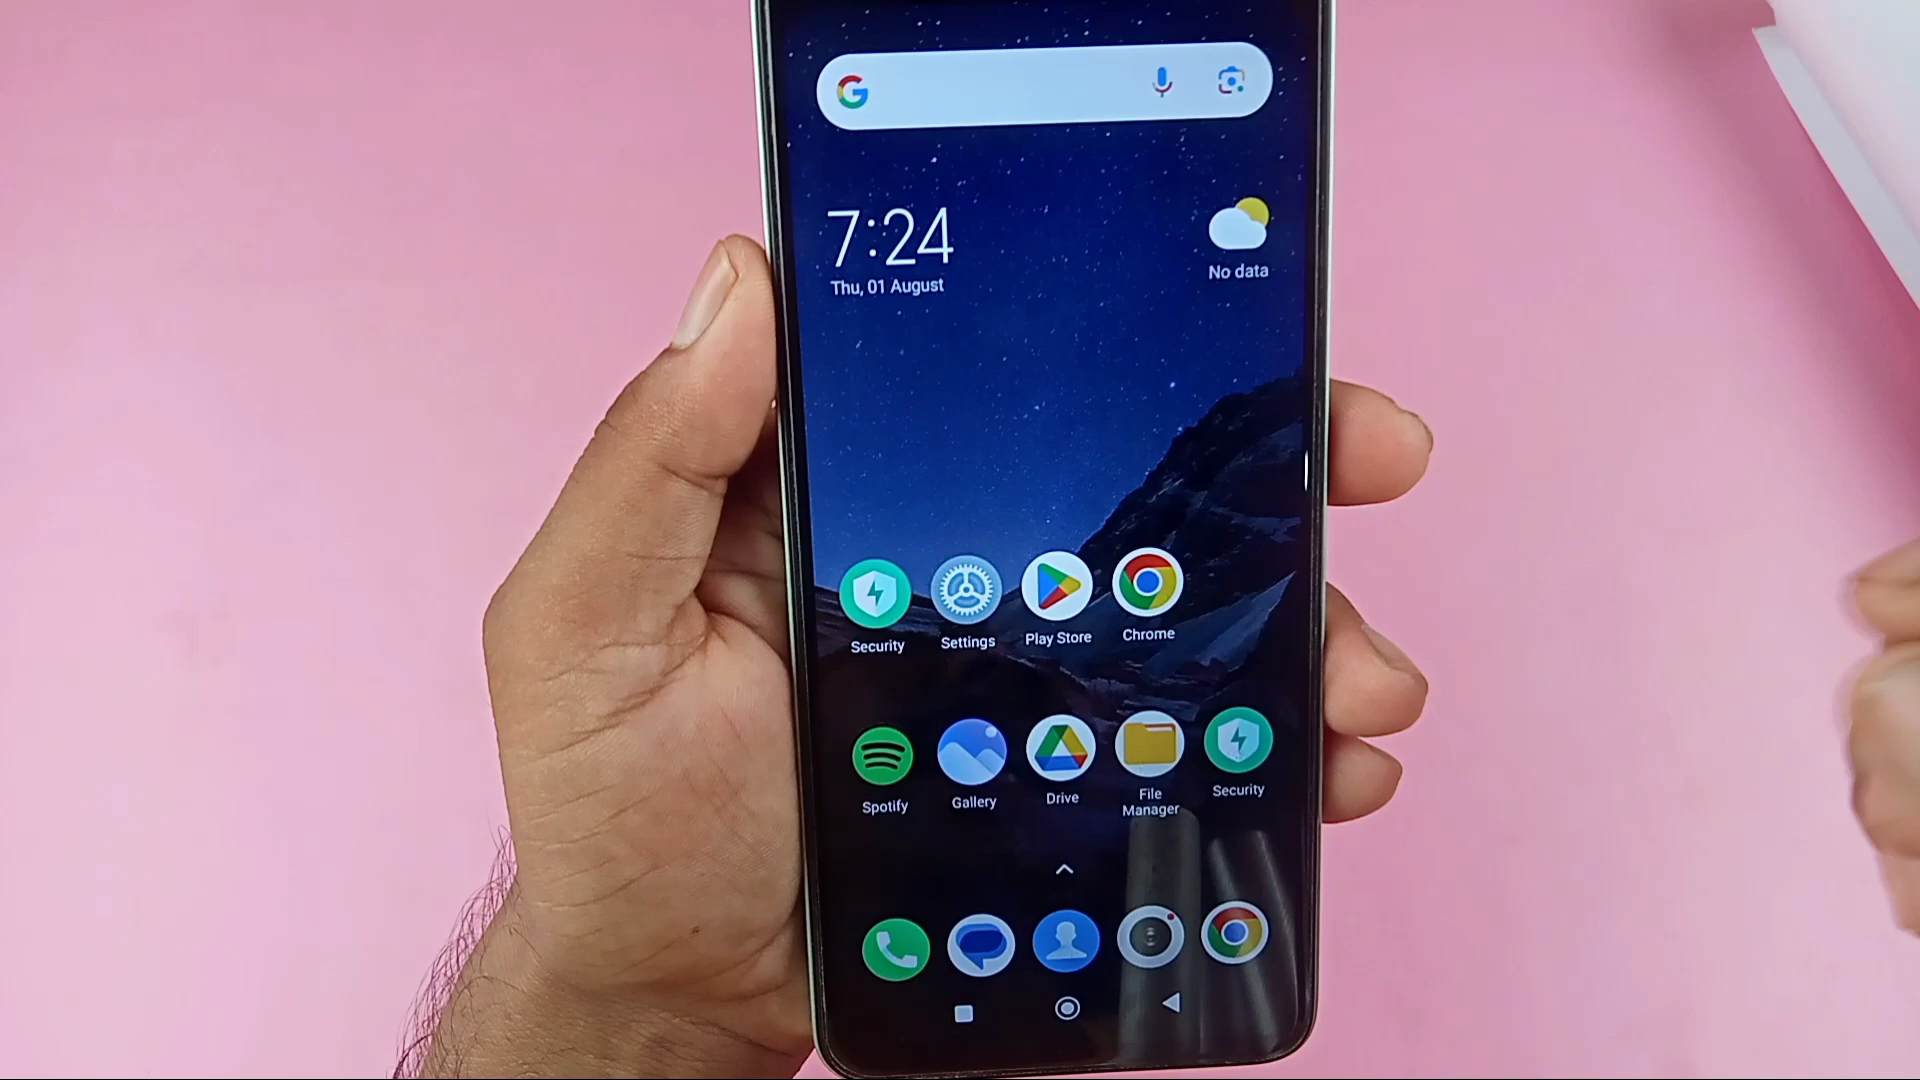 7:24
Thu, 01 August
No data
Security
Settings
Play Store
Chrome
Spotify
Gallery
Drive
File
Manager
Security